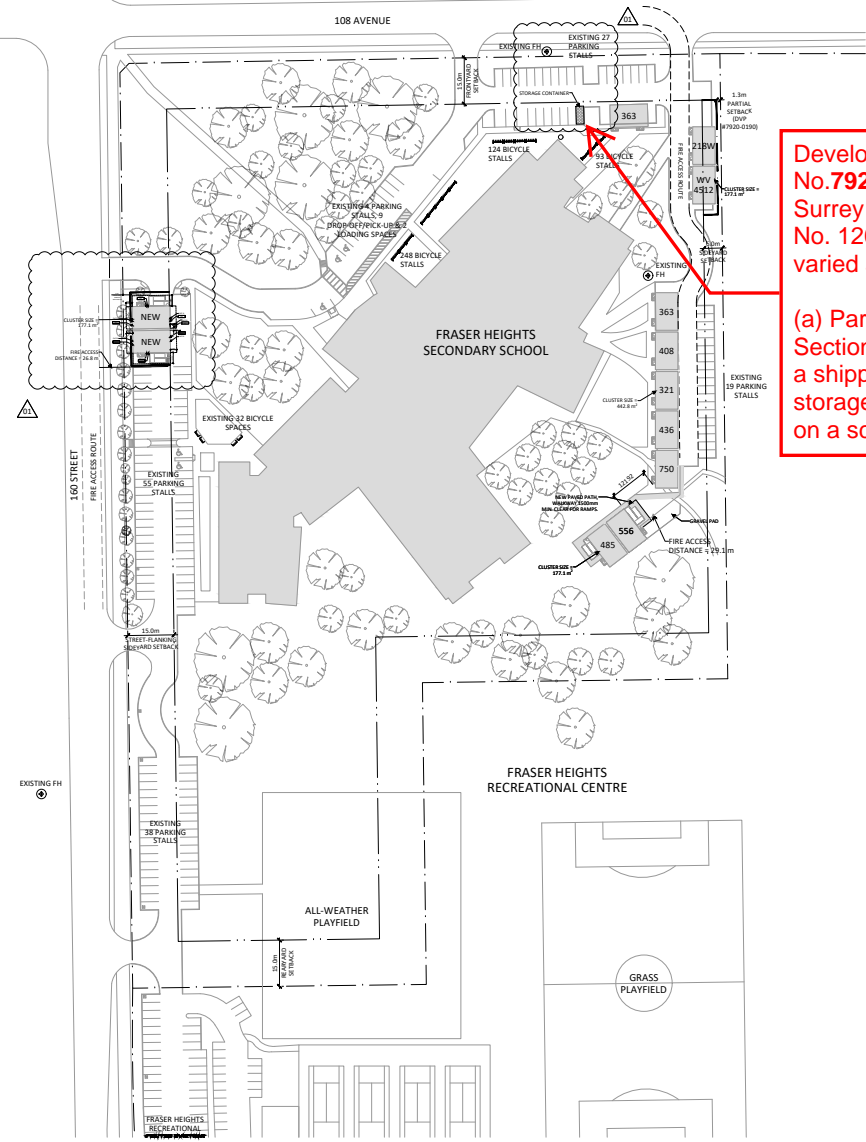 108 AVENUE
01
EXISTING FH
EXISTING 27
PARKING
STALLS
15.0m
FRONTYARD
SETBACK
STORAGE CONTAINER
363
1.3m
PARTIAL
SETBACK
(DVP
#7920-0190)
124 BICYCLE
STALLS
93 BICYCLE
STALLS
FIRE ACCESS ROUTE
218W
WV
4512
CLUSTER SIZE =
177.1 m²
Develo
No.792
Surrey
No. 120
varied
(a) Par
Section
a shipp
storage
on a sc
EXISTING 4 PARKING
STALLS, 9
DROP-OFF/PICK-UP & 2
LOADING SPACES
248 BICYCLE
STALLS
SIDEYARD
SETBACK
EXISTING
FH
NEW
NEW
CLUSTER SIZE =
177.1 m²
FIRE ACCESS
DISTANCE = 26.8 m
01
FRASER HEIGHTS
SECONDARY SCHOOL
363
408
321
436
750
CLUSTER SIZE =
442.8 m²
EXISTING
19 PARKING
STALLS
EXISTING 32 BICYCLE
SPACES
160 STREET
FIRE ACCESS ROUTE
EXISTING
55 PARKING
STALLS
12192
NEW PAVED PATH,
WALKWAY 1500mm
MIN. CLEAR FOR RAMPS.
GRAVEL PAD
556
485
FIRE ACCESS
DISTANCE = 29.1 m
CLUSTER SIZE =
177.1 m²
15.0m
STREET-FLANKING
SIDEYARD SETBACK
FRASER HEIGHTS
RECREATIONAL CENTRE
EXISTING FH
EXISTING
38 PARKING
STALLS
ALL-WEATHER
PLAYFIELD
15.0m
REARYARD
SETBACK
GRASS
PLAYFIELD
FRASER HEIGHTS
RECREATIONAL